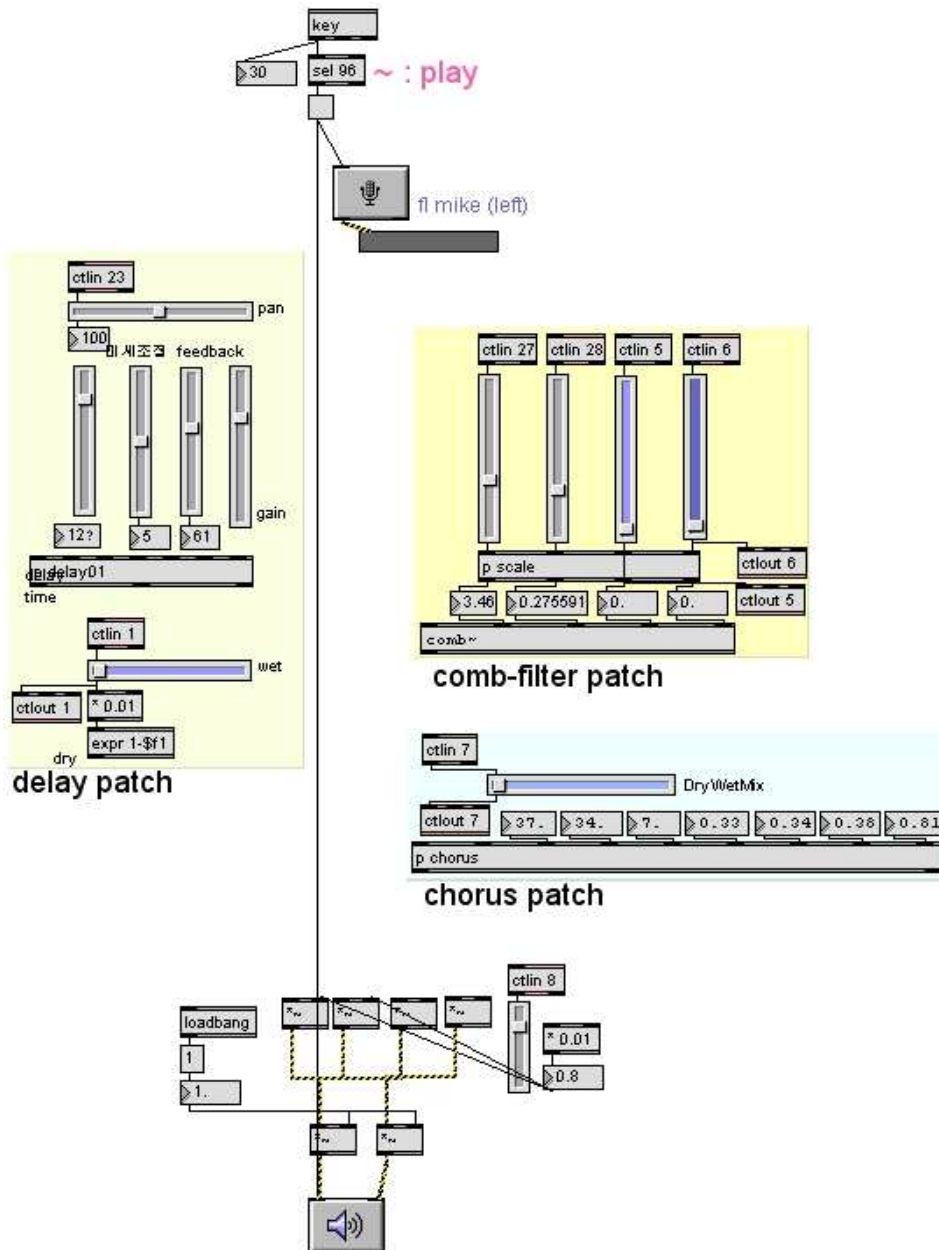 key
30
sel 96
~ : play
fl mike (left)
ctlin 23
pan
100
미세조절 feedback
gain
12?
5
61
p delay01
delay
time
ctlin 1
wet
ctlout 1
* 0.01
expr 1-$f1
dry
delay patch
ctlin 27
ctlin 28
ctlin 5
ctlin 6
p scale
ctlout 6
3.46
0.275591
0.
0.
ctlout 5
comb~
comb-filter patch
ctlin 7
DryWetMix
ctlout 7
37.
34.
7.
0.33
0.34
0.38
0.81
p chorus
chorus patch
ctlin 8
loadbang
*~
*~
*~
*~
* 0.01
1
1.
0.8
*~
*~